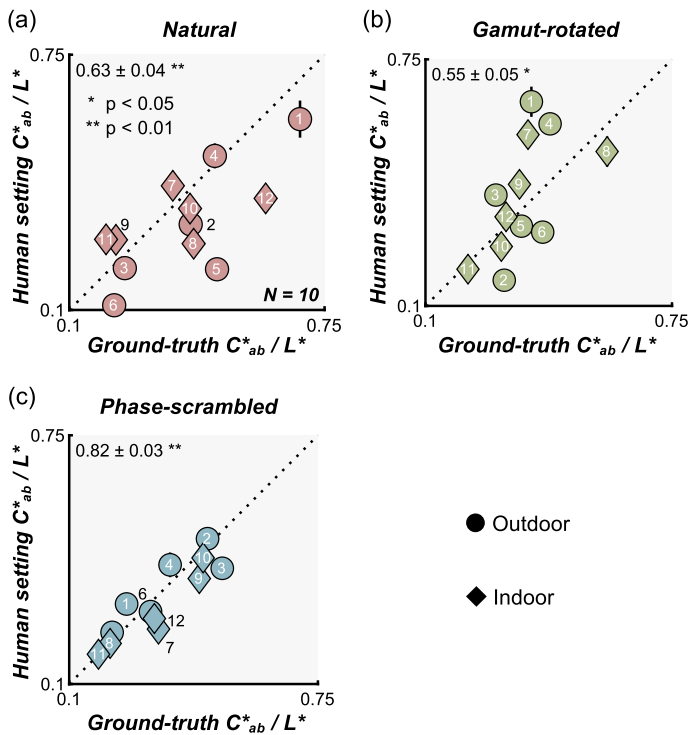 (a)
Natural
0.75
0.63 ± 0.04 **
* p < 0.05
** p < 0.01
1
4
7
10
12
2
9
11
8
3
5
6
N = 10
0.1
0.1
0.75
Human setting C*ab / L*
Ground-truth C*ab / L*
(b)
Gamut-rotated
0.75
0.55 ± 0.05 *
1
4
7
8
9
3
12
5
6
10
11
2
0.1
0.1
0.75
Human setting C*ab / L*
Ground-truth C*ab / L*
(c)
Phase-scrambled
0.75
0.82 ± 0.03 **
2
10
4
3
9
1
6
12
8
7
11
0.1
0.1
0.75
Human setting C*ab / L*
Ground-truth C*ab / L*
Outdoor
Indoor